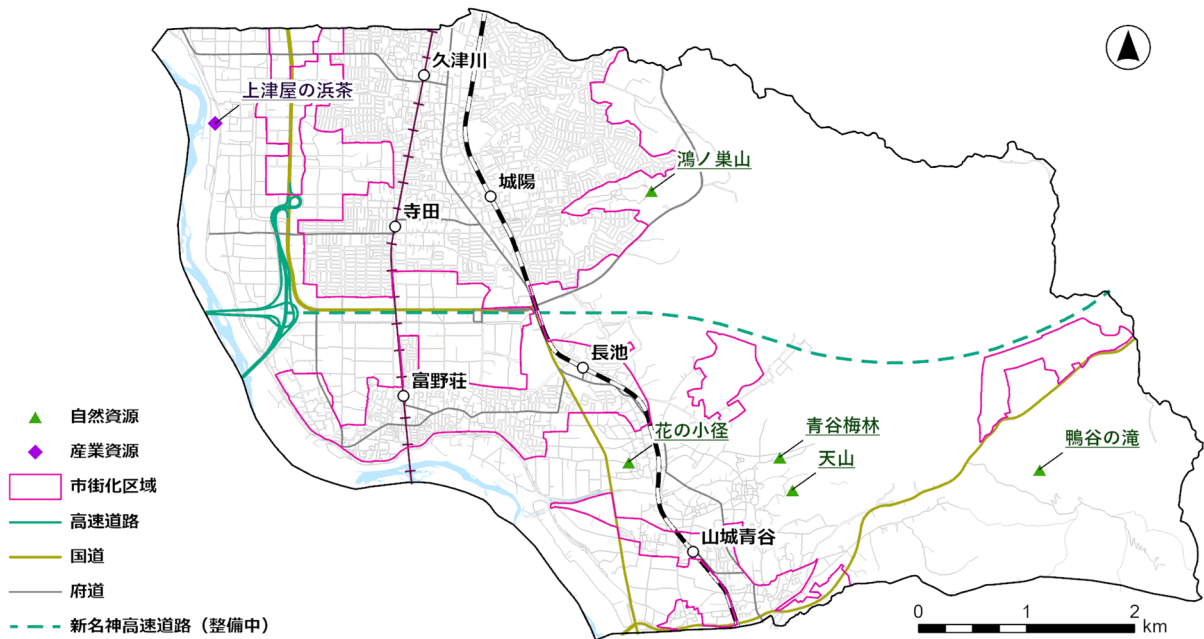 久津川
上津屋の浜茶
鴻ノ巣山
城陽
寺田
長池
富野荘
花の小径
青谷梅林
天山
鴨谷の滝
山城青谷
自然資源
産業資源
市街化区域
高速道路
国道
府道
新名神高速道路（整備中）
0 1 2
km